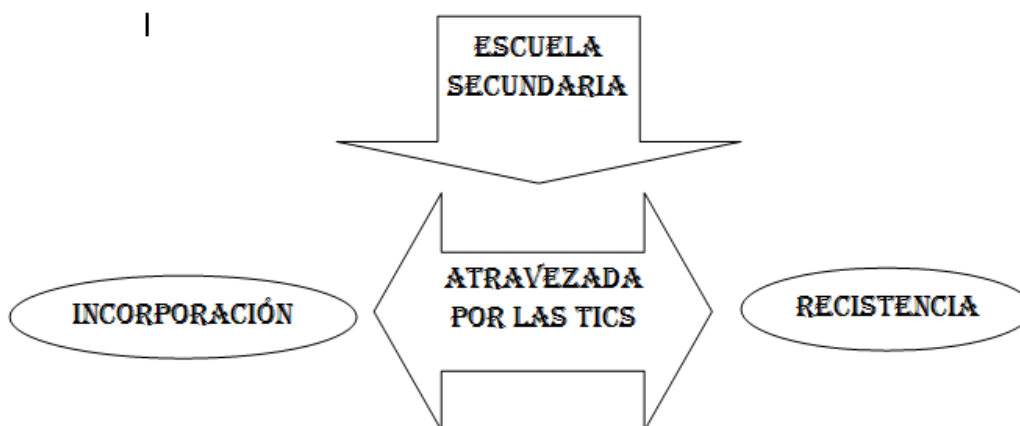 ESCUELA
SECUNDARIA
ATRAVEZADA
POR LAS TICS
INCORPORACIÓN
RECISTENCIA